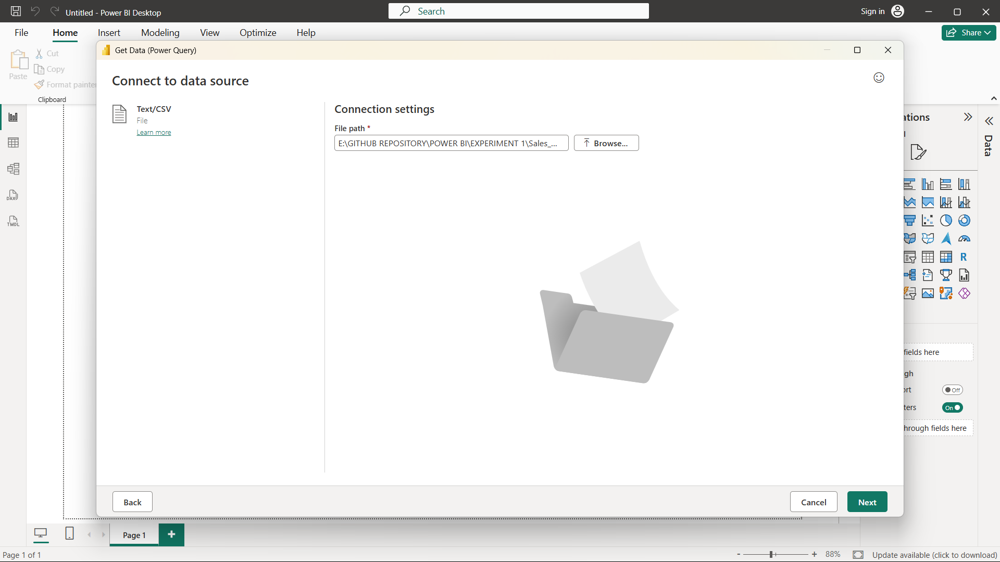 Untitled - Power BI Desktop
Search
Sign in
File
Home
Insert
Modeling
View
Optimize
Help
Share
Paste
Cut
Copy
Format painter
Clipboard
Get Data (Power Query)
Connect to data source
Text/CSV
File
Learn more
Connection settings
File path *
E:\GITHUB REPOSITORY\POWER BI\EXPERIMENT 1\Sales_...
Browse...
ations
Data
DAX
TMDL
R
fields here
gh
ort
Off
ters
On
hrough fields here
Back
Cancel
Next
Page 1
Page 1 of 1
- + 88%
Update available (click to download)